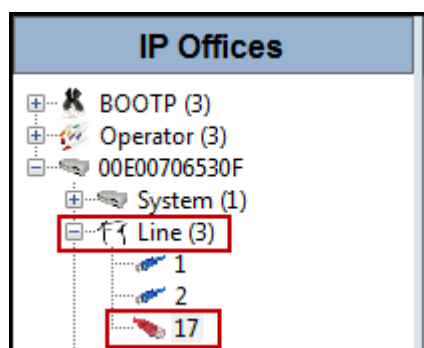 IP Offices
BOOTP (3)
Operator (3)
00E00706530F
System (1)
Line (3)
1
2
17